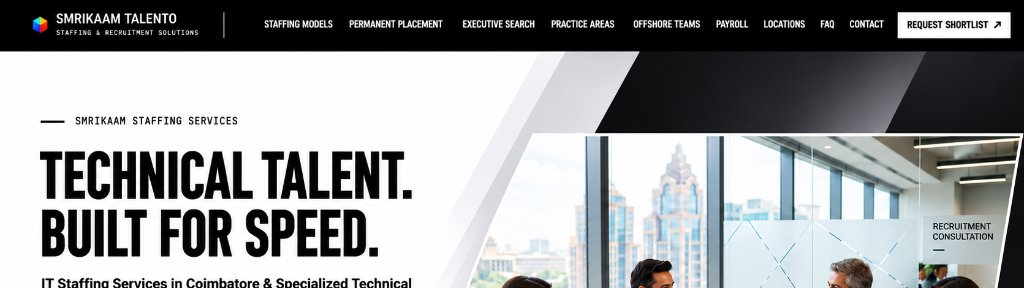 SMRIKAAM TALENTO
STAFFING & RECRUITMENT SOLUTIONS
STAFFING MODELS
PERMANENT PLACEMENT
EXECUTIVE SEARCH
PRACTICE AREAS
OFFSHORE TEAMS
PAYROLL
LOCATIONS
FAQ
CONTACT
REQUEST SHORTLIST ↗
SMRIKAAM STAFFING SERVICES
TECHNICAL TALENT.
BUILT FOR SPEED.
IT Staffing Services in Coimbatore & Specialized Technical
RECRUITMENT
CONSULTATION